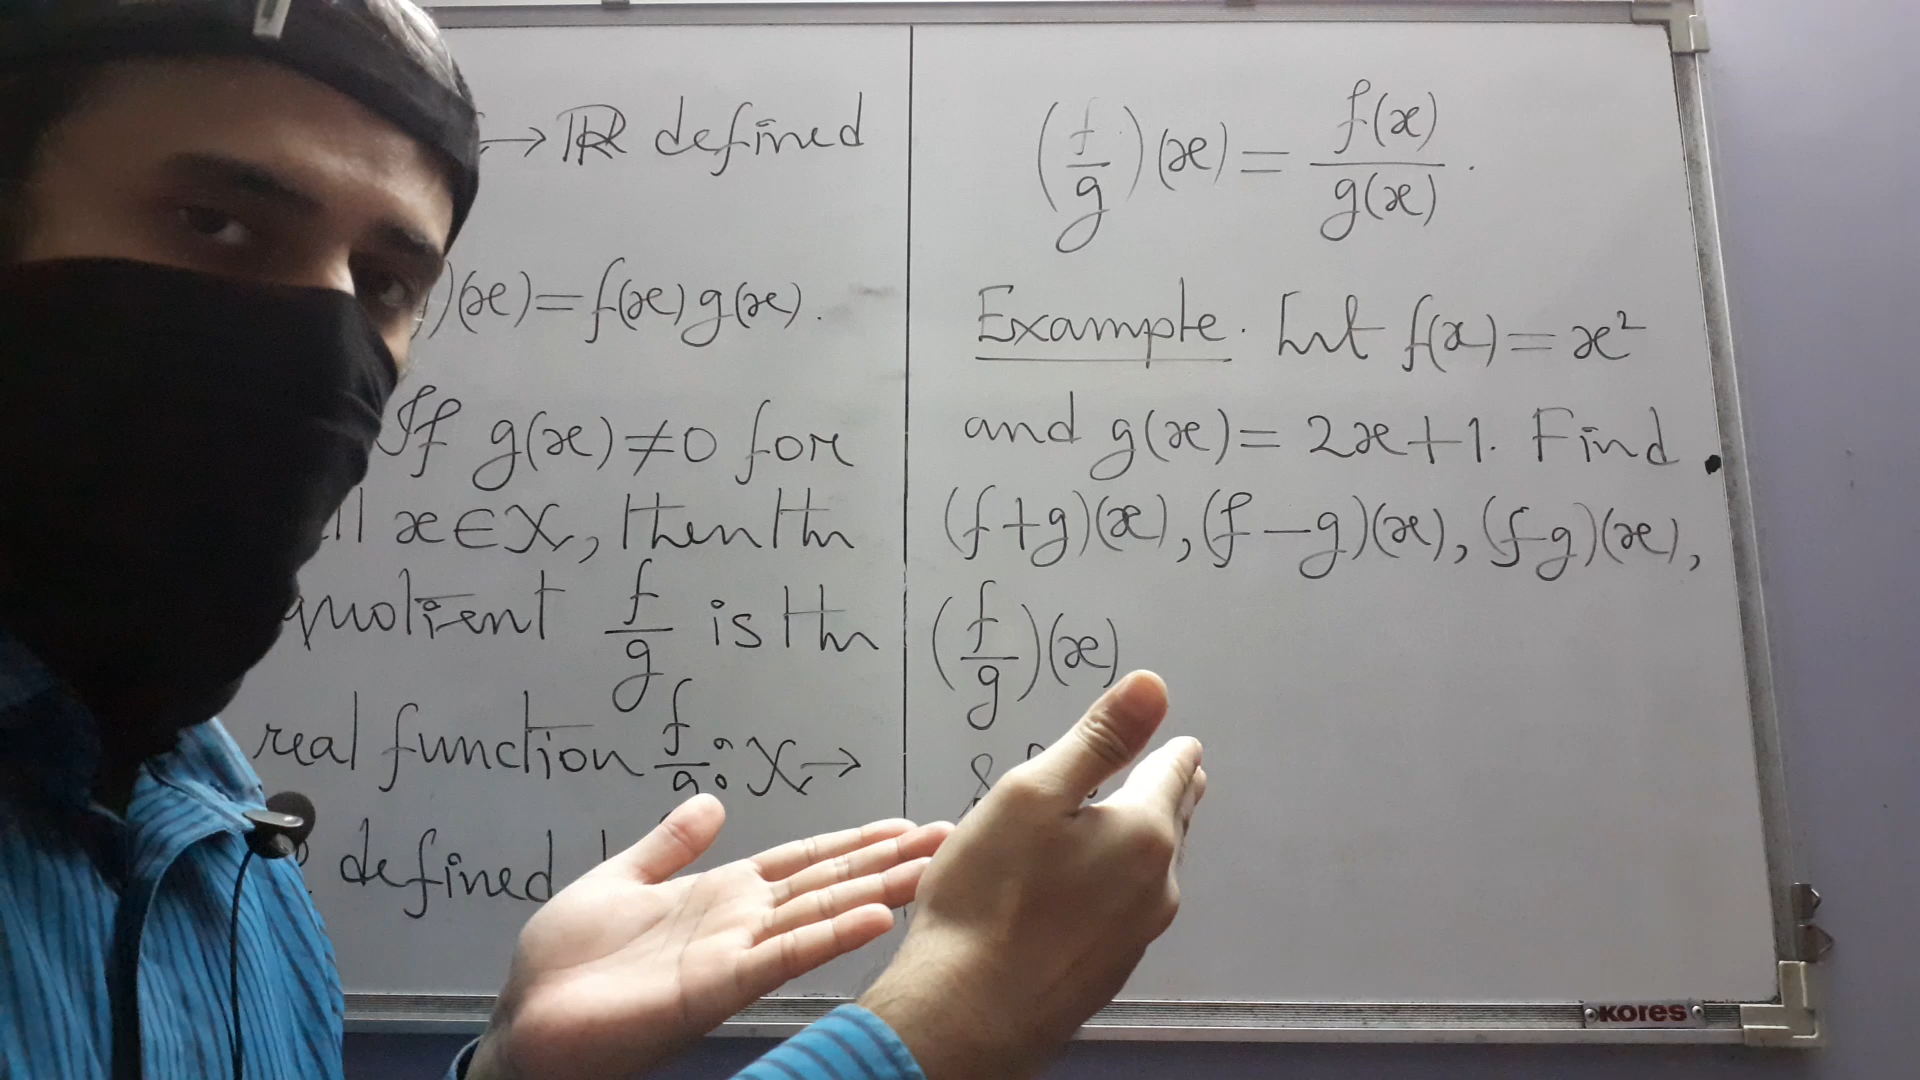 → ℝ defined
)(x) = f(x) g(x).
If g(x) ≠ 0 for
x ∈ X, then the
quotient f/g is the
real function f/g : X →
defined
(f/g)(x) = f(x)/g(x).
Example. Let f(x) = x²
and g(x) = 2x+1. Find
(f+g)(x), (f-g)(x), (fg)(x),
(f/g)(x)
KORES